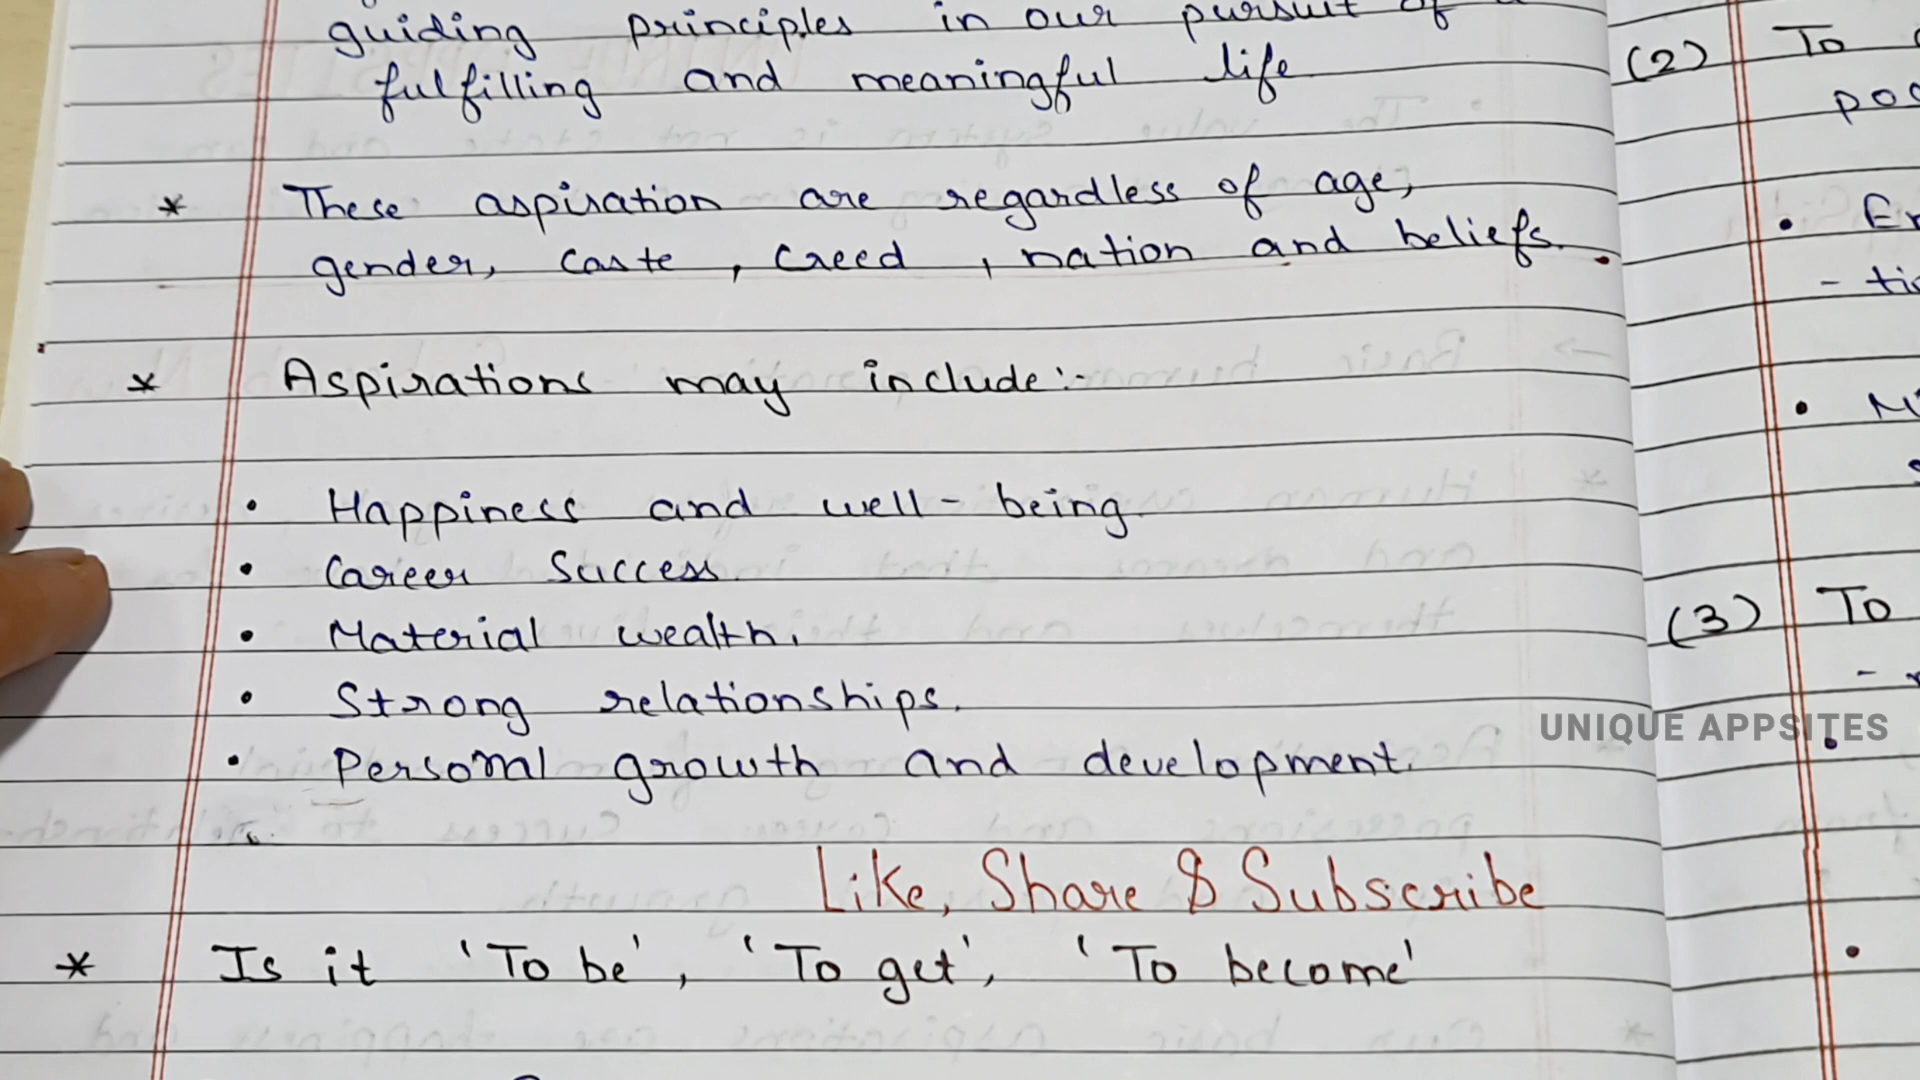 guiding principles in our pursuit of
fulfilling and meaningful life
* These aspiration are regardless of age,
gender, caste, creed, nation and beliefs.
* Aspirations may include:-
• Happiness and well-being
• Career Success
• Material wealth.
• Strong relationships.
• Personal growth and development.
Like, Share & Subscribe
* Is it 'To be', 'To get', 'To become'
(2) To
(3) To
UNIQUE APPSITES